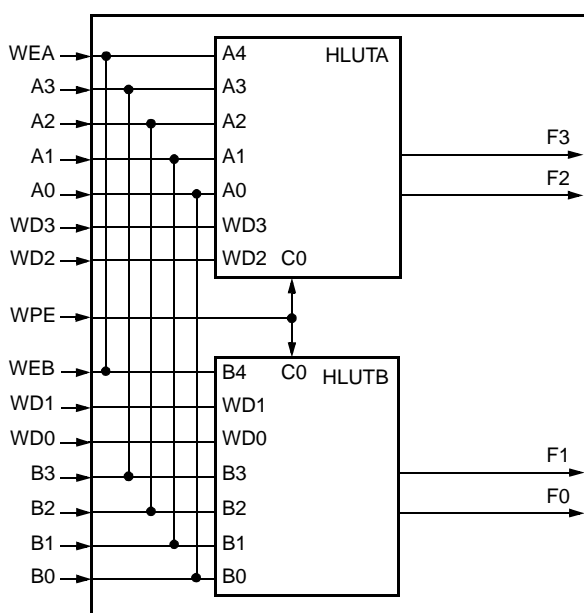 WEA A4 HLUTA
A3 A3
A2 A2
A1 A1 F3
A0 A0 F2
WD3 WD3
WD2 WD2 C0
WPE
WEB B4 C0 HLUTB
WD1 WD1
WD0 WD0
B3 B3 F1
B2 B2 F0
B1 B1
B0 B0